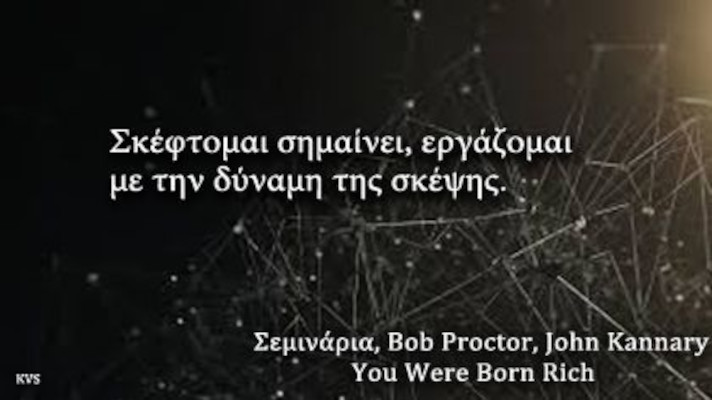 Σκέφτομαι σημαίνει, εργάζομαι
με την δύναμη της σκέψης.
Σεμινάρια, Bob Proctor, John Kannary
You Were Born Rich
KVS